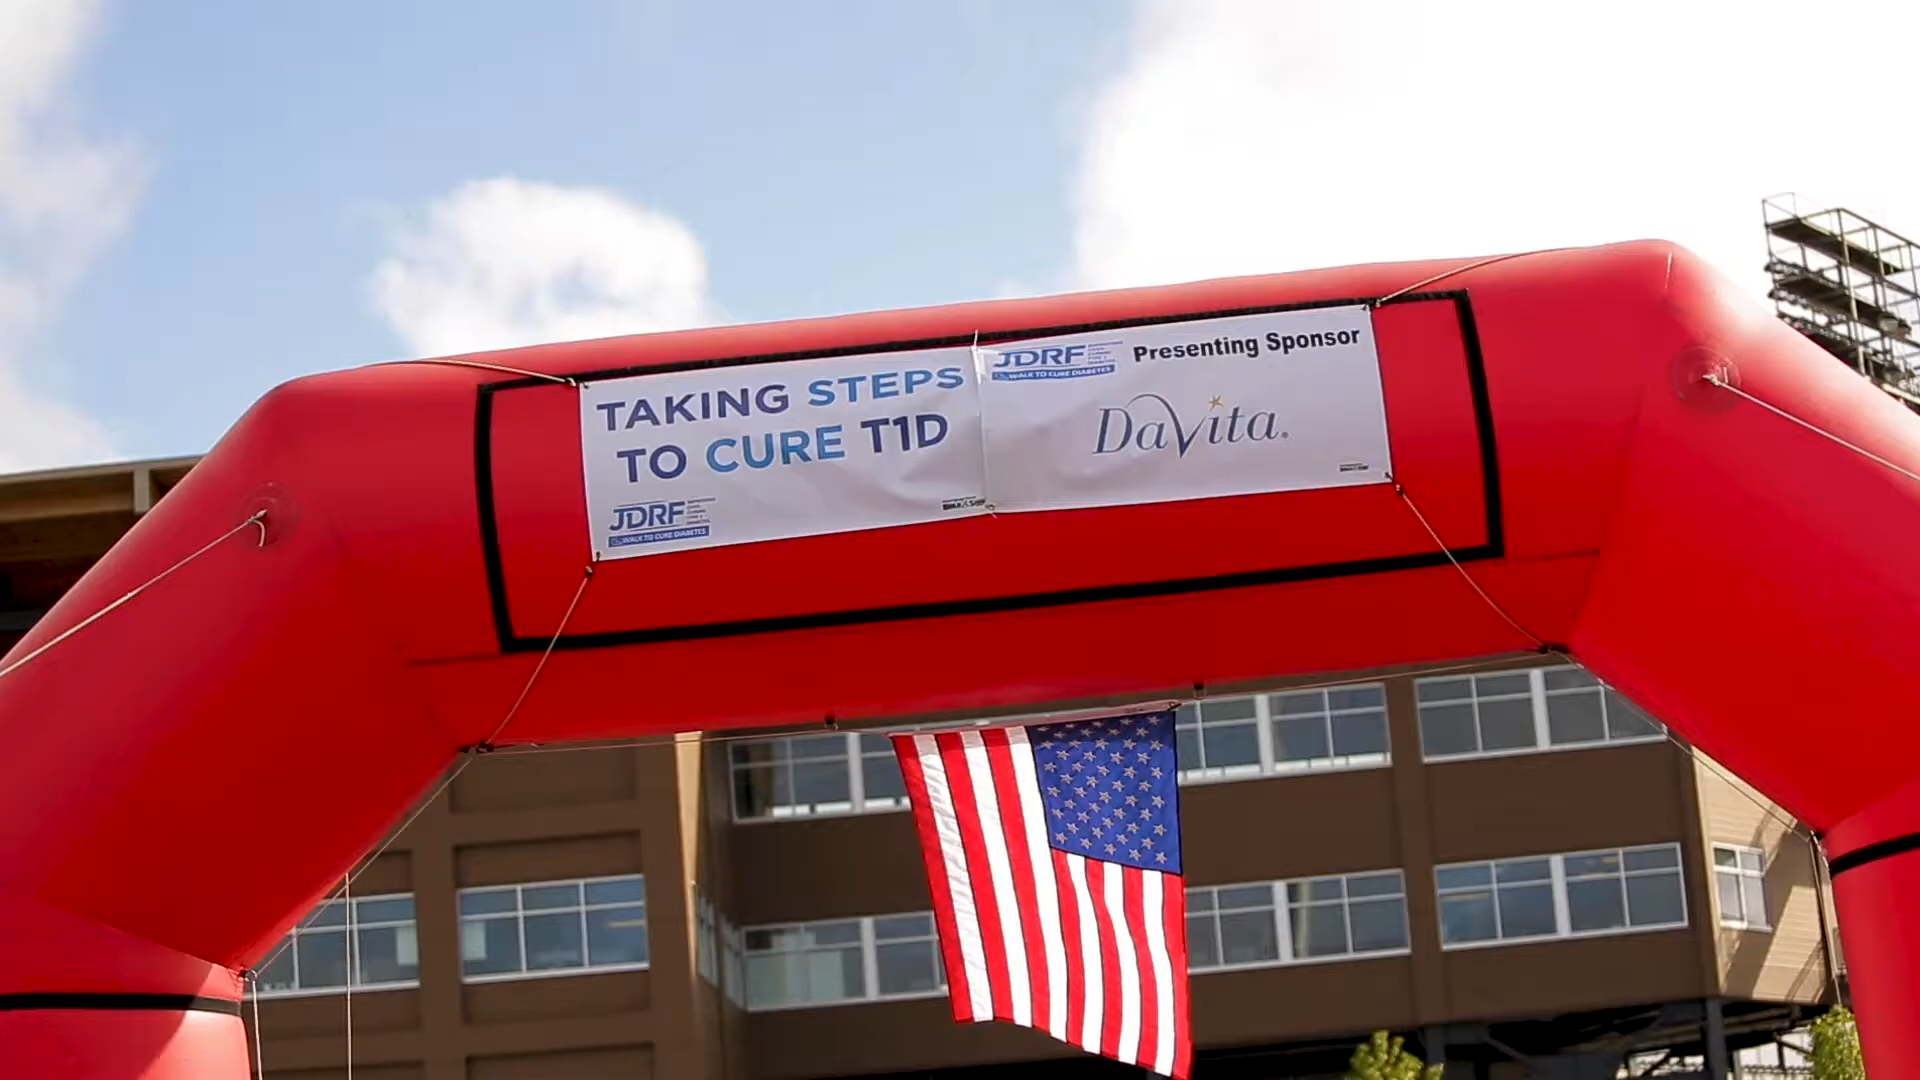 TAKING STEPS
TO CURE T1D
JDRF
WALK TO CURE DIABETES
JDRF
WALK TO CURE DIABETES
Presenting Sponsor
DaVita.